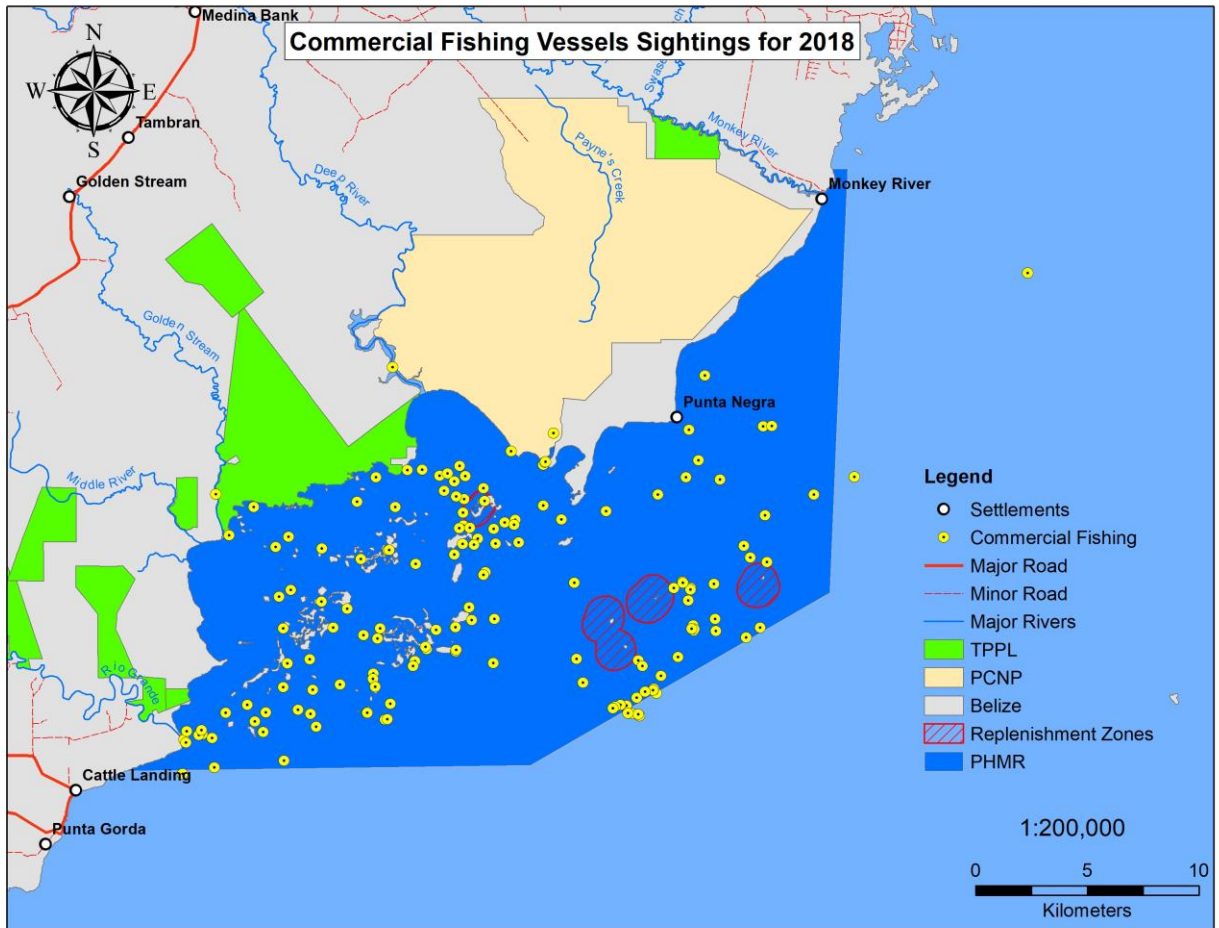 Medina Bank
Commercial Fishing Vessels Sightings for 2018
N
W
E
S
Tambran
Golden Stream
Deep River
Payne's Creek
Monkey River
Monkey River
Golden Stream
Punta Negra
Middle River
Rio Grande
Cattle Landing
Punta Gorda
Legend
Settlements
Commercial Fishing
Major Road
Minor Road
Major Rivers
TPPL
PCNP
Belize
Replenishment Zones
PHMR
1:200,000
0 5 10
Kilometers